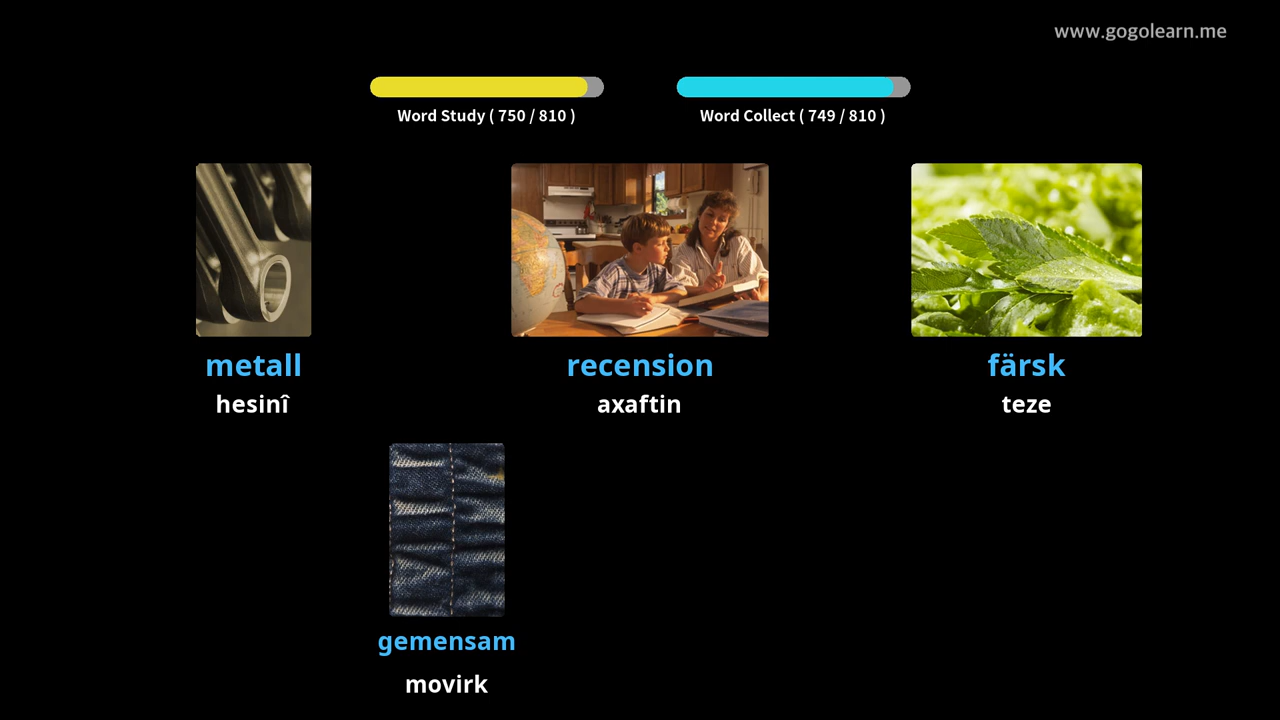 www.gogolearn.me
Word Study ( 750 / 810 )
Word Collect ( 749 / 810 )
metall
hesinî
recension
axaftin
färsk
teze
gemensam
movirk